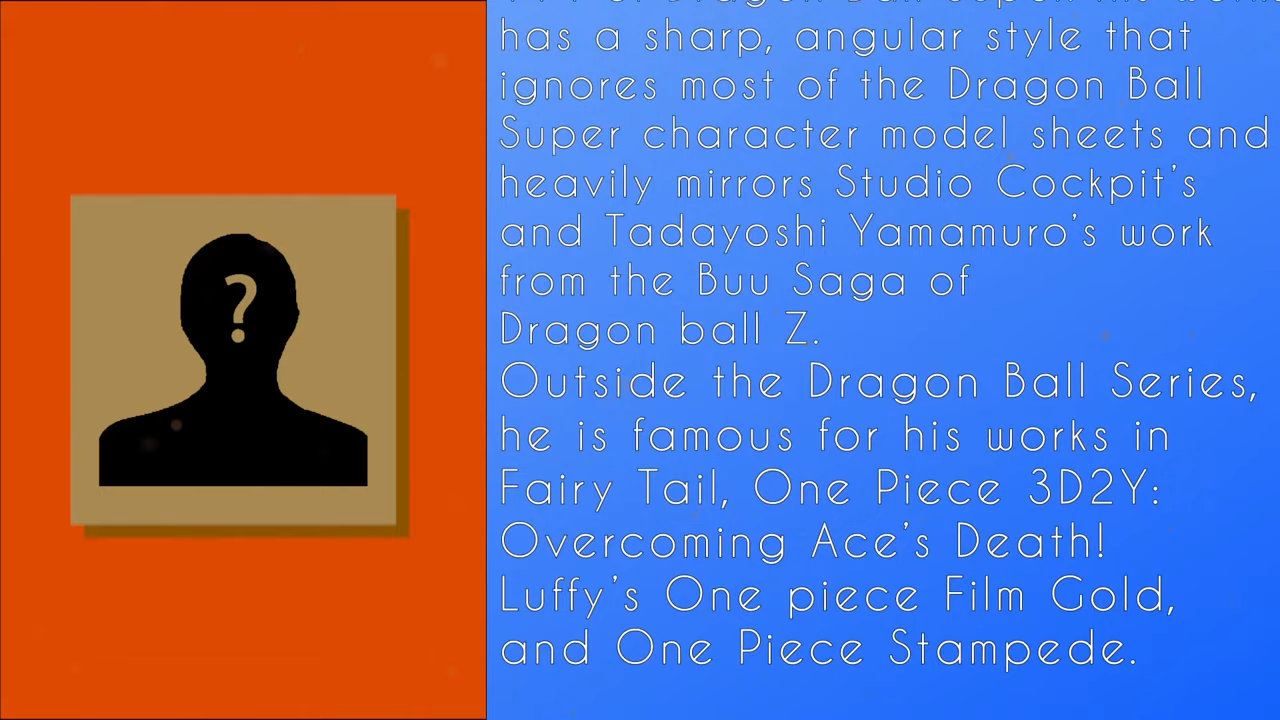 has a sharp, angular style that
ignores most of the Dragon Ball
Super character model sheets and
heavily mirrors Studio Cockpit's
and Tadayoshi Yamamuro's work
from the Buu Saga of
Dragon ball Z.
Outside the Dragon Ball Series,
he is famous for his works in
Fairy Tail, One Piece 3D2Y:
Overcoming Ace's Death!
Luffy's One piece Film Gold,
and One Piece Stampede.
?